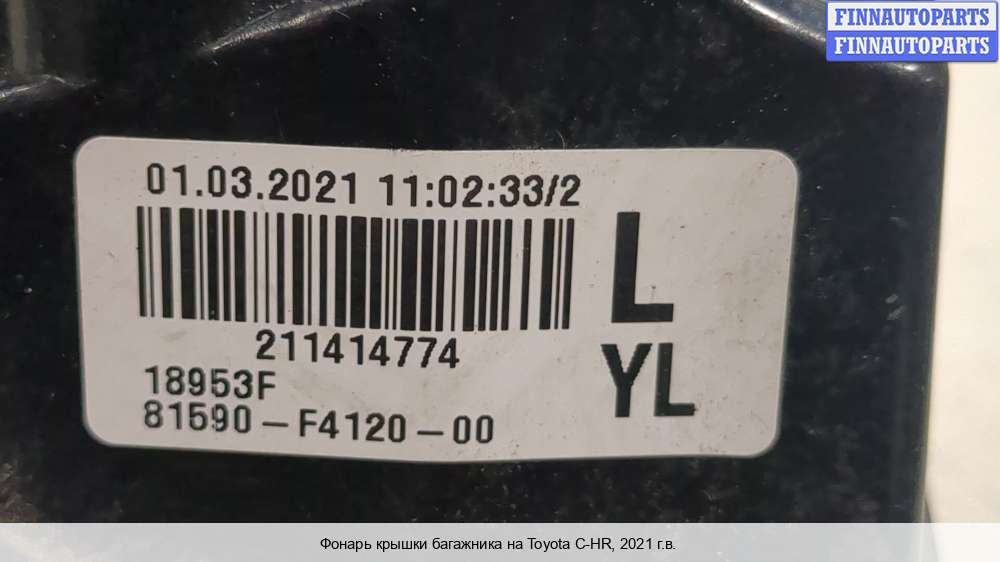 FINNAUTOPARTS
FINNAUTOPARTS
01.03.2021 11:02:33/2
L
211414774
YL
18953F
81590-F4120-00
Фонарь крышки багажника на Toyota C-HR, 2021 г.в.